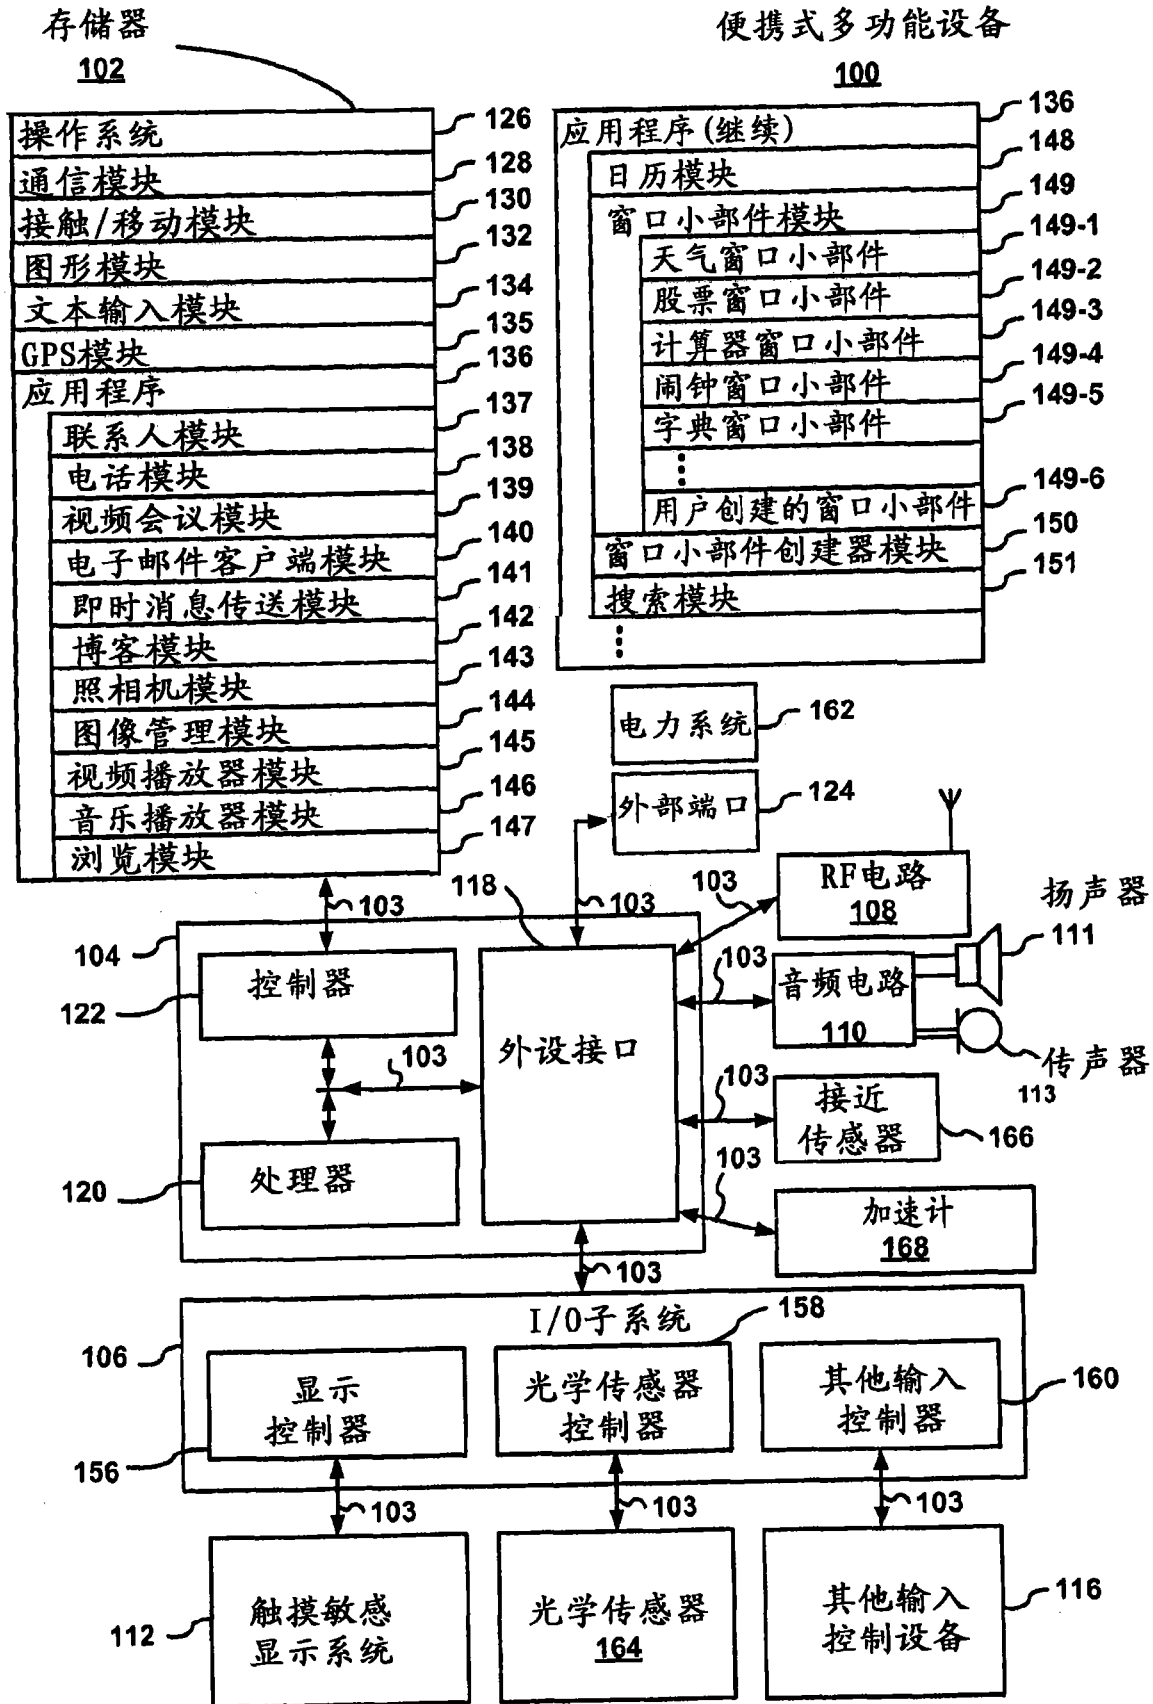 存储器
102
操作系统 126
通信模块 128
接触/移动模块 130
图形模块 132
文本输入模块 134
GPS模块 135
应用程序 136
联系人模块 137
电话模块 138
视频会议模块 139
电子邮件客户端模块 140
即时消息传送模块 141
博客模块 142
照相机模块 143
图像管理模块 144
视频播放器模块 145
音乐播放器模块 146
浏览模块 147
便携式多功能设备
100
应用程序(继续) 136
日历模块 148
窗口小部件模块 149
天气窗口小部件 149-1
股票窗口小部件 149-2
计算器窗口小部件 149-3
闹钟窗口小部件 149-4
字典窗口小部件 149-5
用户创建的窗口小部件 149-6
窗口小部件创建器模块 150
搜索模块 151
电力系统 162
外部端口 124
103
118
103
103
RF电路
108
扬声器
111
104
控制器
122
103
音频电路
110
外设接口
103
传声器
113
103
接近
传感器
166
处理器
120
103
加速计
168
103
I/O子系统
158
106
显示
控制器
156
光学传感器
控制器
其他输入
控制器
160
103
103
103
触摸敏感
显示系统
112
光学传感器
164
其他输入
控制设备
116